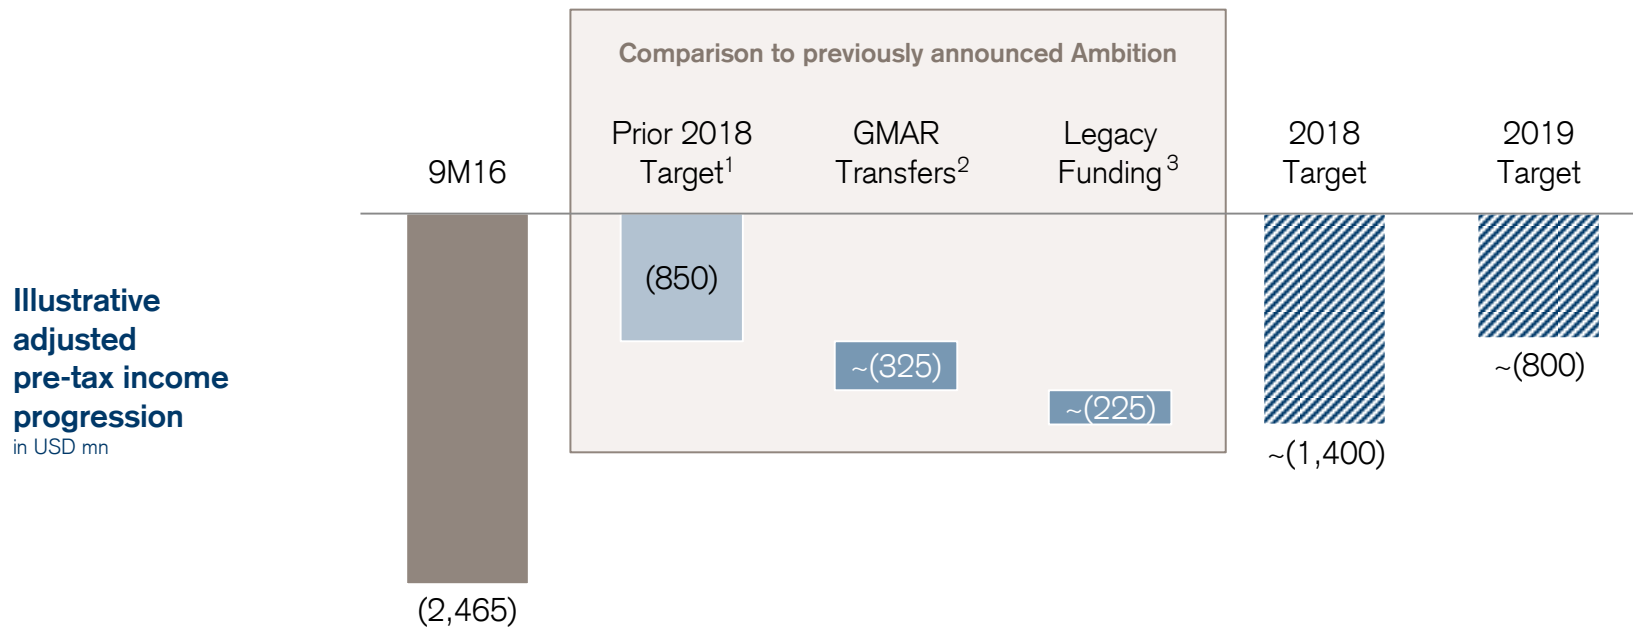 Comparison to previously announced Ambition
9M16
Prior 2018
Target1
GMAR
Transfers2
Legacy
Funding3
2018
Target
2019
Target
Illustrative
adjusted
pre-tax income
progression
in USD mn
(2,465)
(850)
~(325)
~(225)
~(1,400)
~(800)